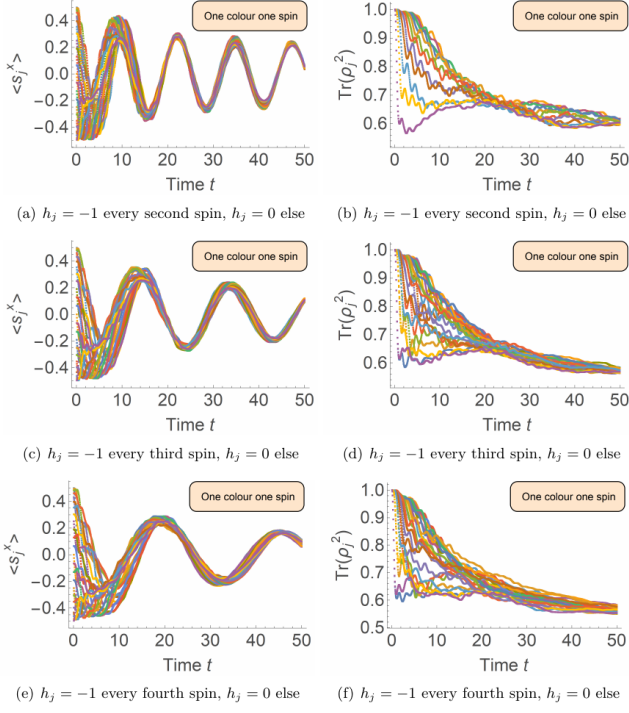 One colour one spin
<s_j^x>
0.4
0.2
0.0
−0.2
−0.4
0 10 20 30 40 50
Time t
One colour one spin
Tr(ρ_j^2)
1.0
0.9
0.8
0.7
0.6
0 10 20 30 40 50
Time t
(a) h_j = −1 every second spin, h_j = 0 else
(b) h_j = −1 every second spin, h_j = 0 else
One colour one spin
<s_j^x>
0.4
0.2
0.0
−0.2
−0.4
0 10 20 30 40 50
Time t
One colour one spin
Tr(ρ_j^2)
1.0
0.9
0.8
0.7
0.6
0 10 20 30 40 50
Time t
(c) h_j = −1 every third spin, h_j = 0 else
(d) h_j = −1 every third spin, h_j = 0 else
One colour one spin
<s_j^x>
0.4
0.2
0.0
−0.2
−0.4
0 10 20 30 40 50
Time t
One colour one spin
Tr(ρ_j^2)
1.0
0.9
0.8
0.7
0.6
0.5
0 10 20 30 40 50
Time t
(e) h_j = −1 every fourth spin, h_j = 0 else
(f) h_j = −1 every fourth spin, h_j = 0 else